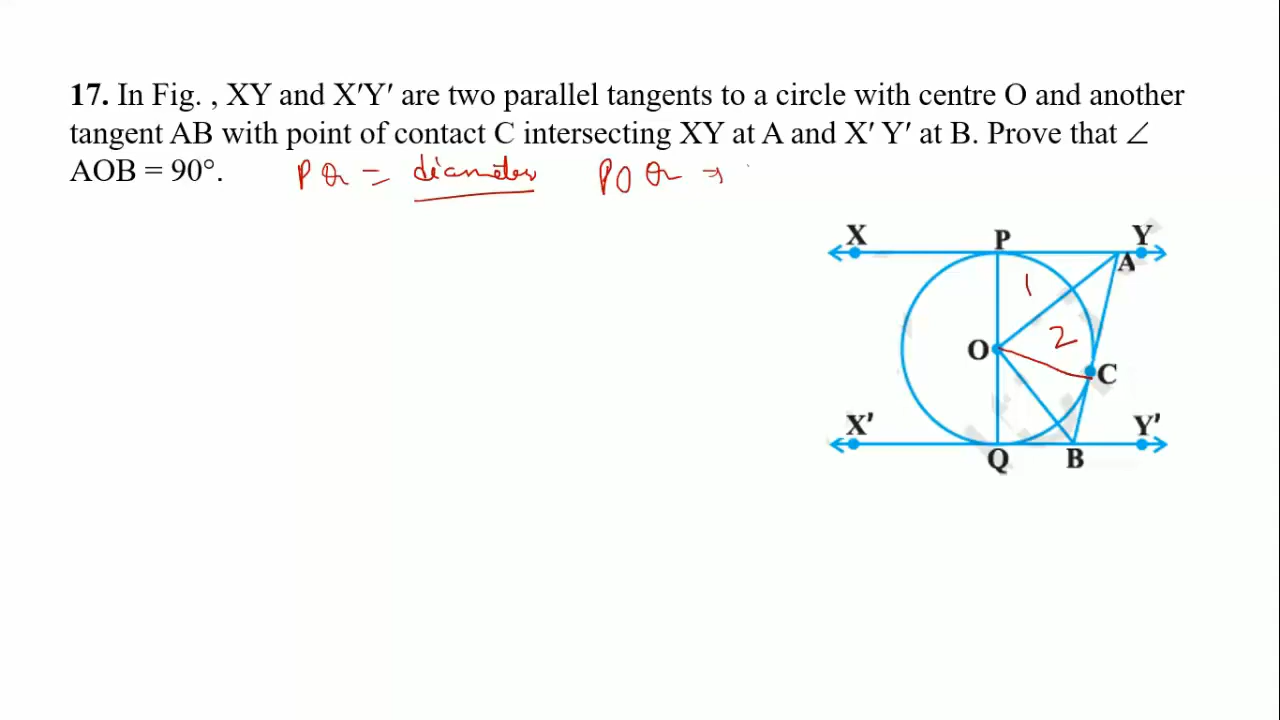 17. In Fig. , XY and X′Y′ are two parallel tangents to a circle with centre O and another
tangent AB with point of contact C intersecting XY at A and X′ Y′ at B. Prove that ∠
AOB = 90°. PQ = diameter POQ →
X P Y
A
1
2
O
C
X' Y'
Q B